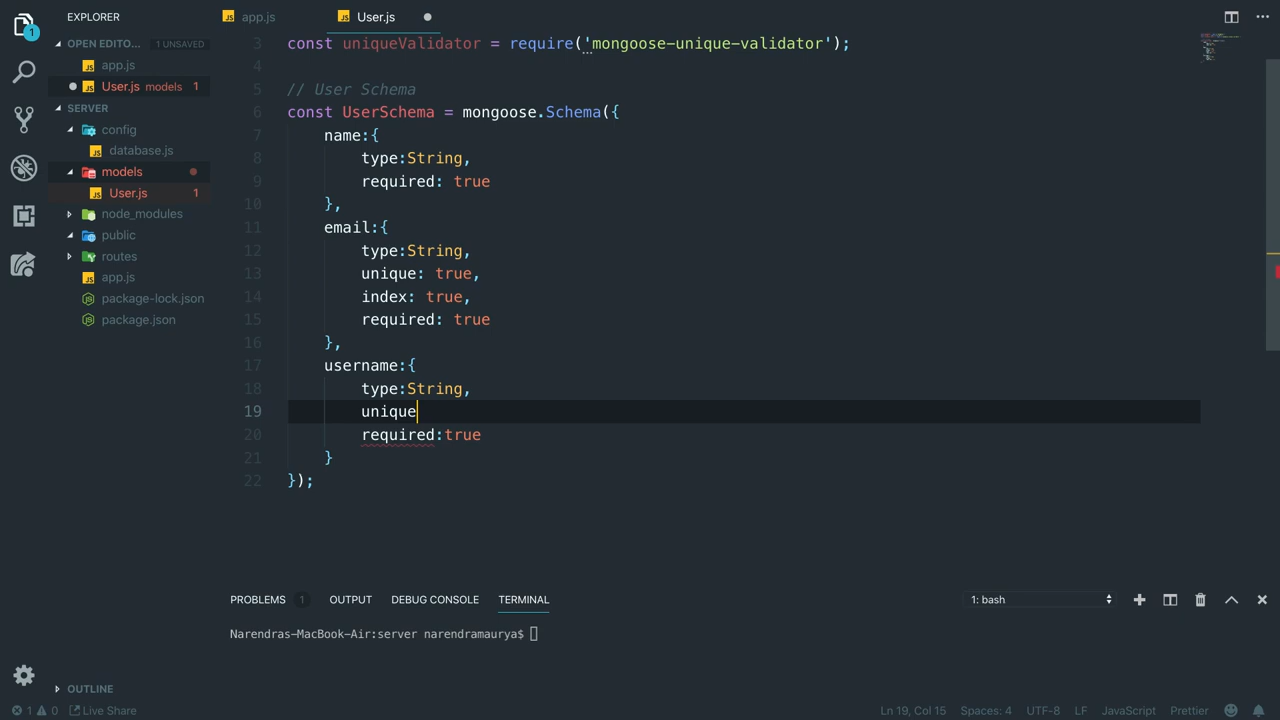 1
EXPLORER
app.js
User.js
OPEN EDITO...
1 UNSAVED
app.js
User.js models 1
SERVER
config
database.js
models
User.js 1
node_modules
public
routes
app.js
package-lock.json
package.json
OUTLINE
3 const uniqueValidator = require('mongoose-unique-validator');
4
5 // User Schema
6 const UserSchema = mongoose.Schema({
7 name:{
8 type:String,
9 required: true
10 },
11 email:{
12 type:String,
13 unique: true,
14 index: true,
15 required: true
16 },
17 username:{
18 type:String,
19 unique
20 required:true
21 }
22 });
PROBLEMS 1 OUTPUT DEBUG CONSOLE TERMINAL
1: bash
Narendras-MacBook-Air:server narendramaurya$
1 0 Live Share
Ln 19, Col 15 Spaces: 4 UTF-8 LF JavaScript Prettier